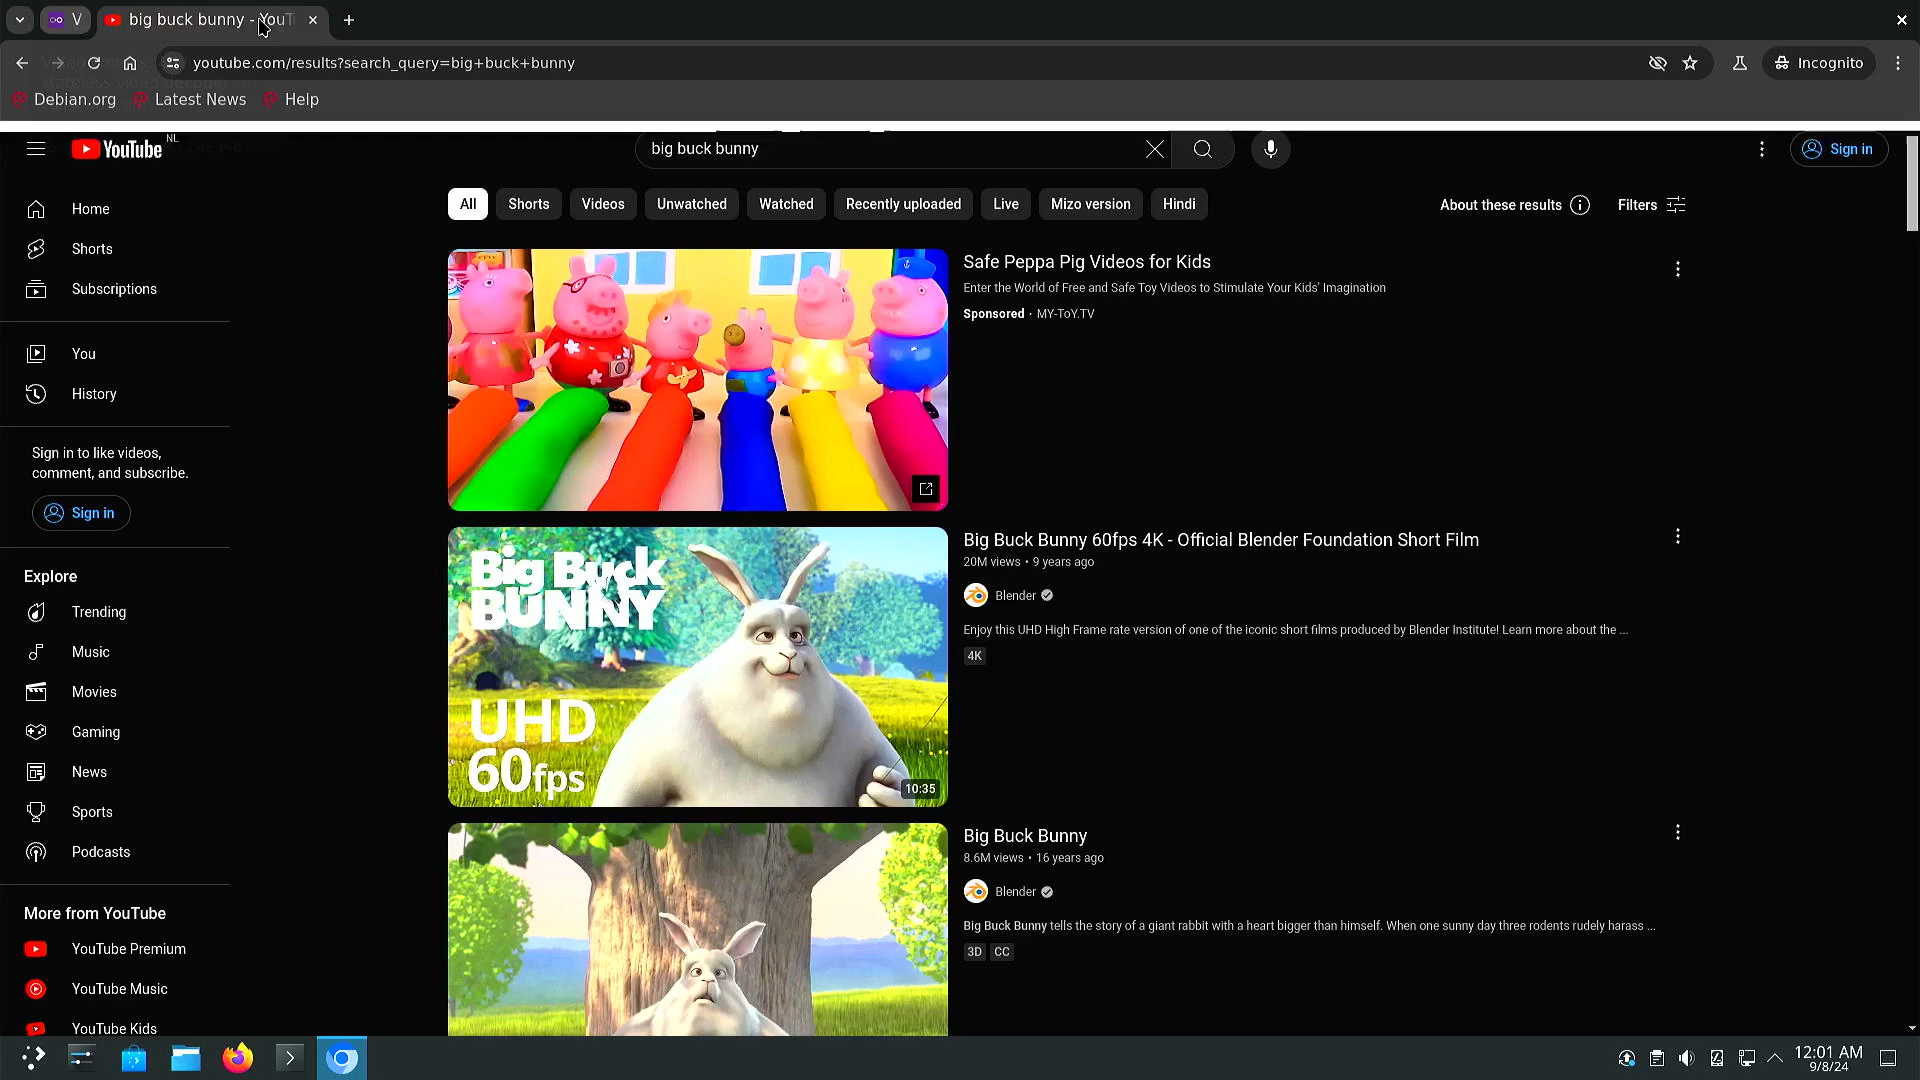 V
big buck bunny - YouT
youtube.com/results?search_query=big+buck+bunny
Incognito
Debian.org
Latest News
Help
YouTube NL
big buck bunny
Sign in
Home
Shorts
Subscriptions
You
History
Sign in to like videos,
comment, and subscribe.
Sign in
Explore
Trending
Music
Movies
Gaming
News
Sports
Podcasts
More from YouTube
YouTube Premium
YouTube Music
YouTube Kids
All
Shorts
Videos
Unwatched
Watched
Recently uploaded
Live
Mizo version
Hindi
About these results
Filters
Safe Peppa Pig Videos for Kids
Enter the World of Free and Safe Toy Videos to Stimulate Your Kids' Imagination
Sponsored · MY-ToY.TV
Big Buck
BUNNY
UHD
60fps
10:35
Big Buck Bunny 60fps 4K - Official Blender Foundation Short Film
20M views • 9 years ago
Blender
Enjoy this UHD High Frame rate version of one of the iconic short films produced by Blender Institute! Learn more about the ...
4K
Big Buck Bunny
8.6M views • 16 years ago
Blender
Big Buck Bunny tells the story of a giant rabbit with a heart bigger than himself. When one sunny day three rodents rudely harass ...
3D CC
12:01 AM
9/8/24